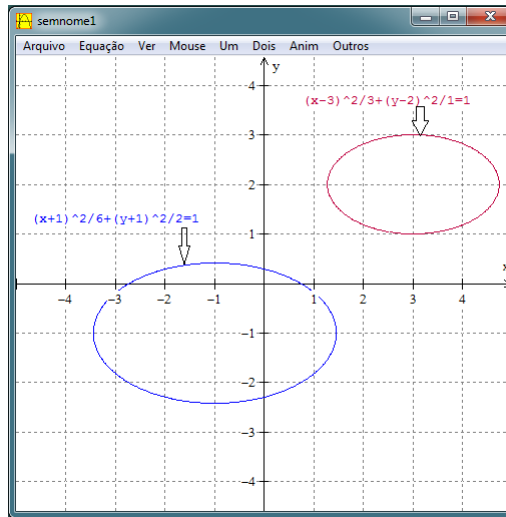 semnome1
Arquivo Equação Ver Mouse Um Dois Anim Outros
y
4
(x-3)^2/3+(y-2)^2/1=1
3
2
(x+1)^2/6+(y+1)^2/2=1
1
x
−4 −3 −2 −1 1 2 3 4
−1
−2
−3
−4